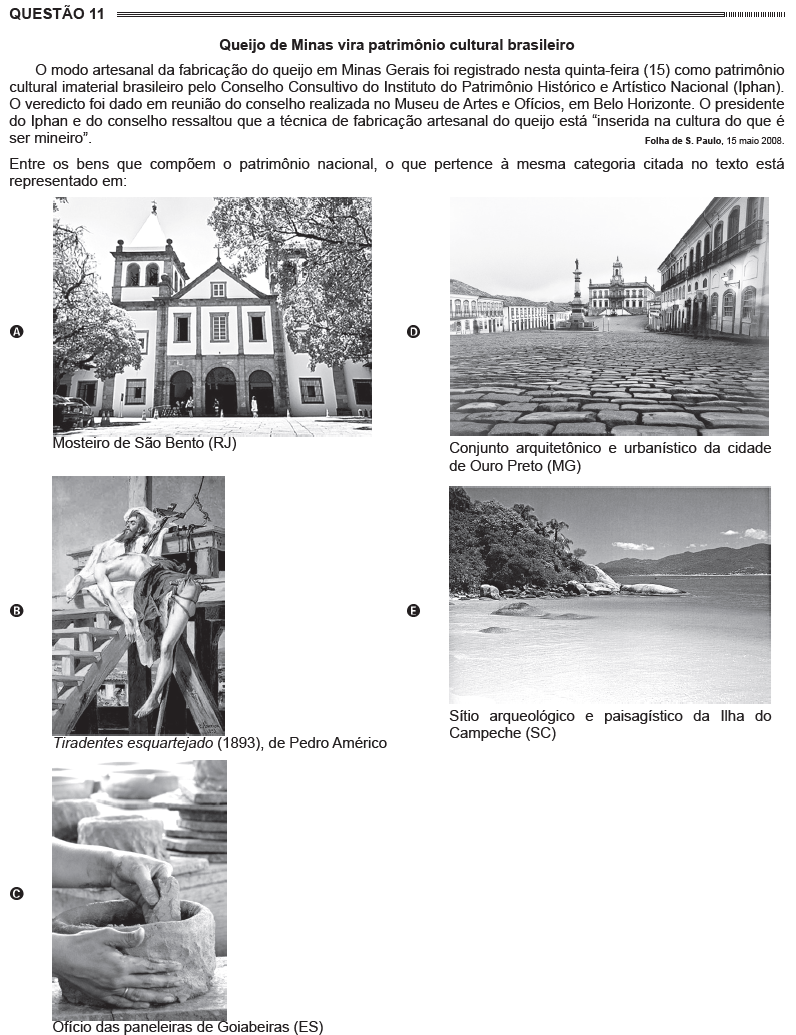 QUESTÃO 11
Queijo de Minas vira patrimônio cultural brasileiro
O modo artesanal da fabricação do queijo em Minas Gerais foi registrado nesta quinta-feira (15) como patrimônio
cultural imaterial brasileiro pelo Conselho Consultivo do Instituto do Patrimônio Histórico e Artístico Nacional (Iphan).
O veredicto foi dado em reunião do conselho realizada no Museu de Artes e Ofícios, em Belo Horizonte. O presidente
do Iphan e do conselho ressaltou que a técnica de fabricação artesanal do queijo está “inserida na cultura do que é
ser mineiro”.
Folha de S. Paulo, 15 maio 2008.
Entre os bens que compõem o patrimônio nacional, o que pertence à mesma categoria citada no texto está
representado em:
A
Mosteiro de São Bento (RJ)
B
Tiradentes esquartejado (1893), de Pedro Américo
C
Ofício das paneleiras de Goiabeiras (ES)
D
Conjunto arquitetônico e urbanístico da cidade
de Ouro Preto (MG)
E
Sítio arqueológico e paisagístico da Ilha do
Campeche (SC)